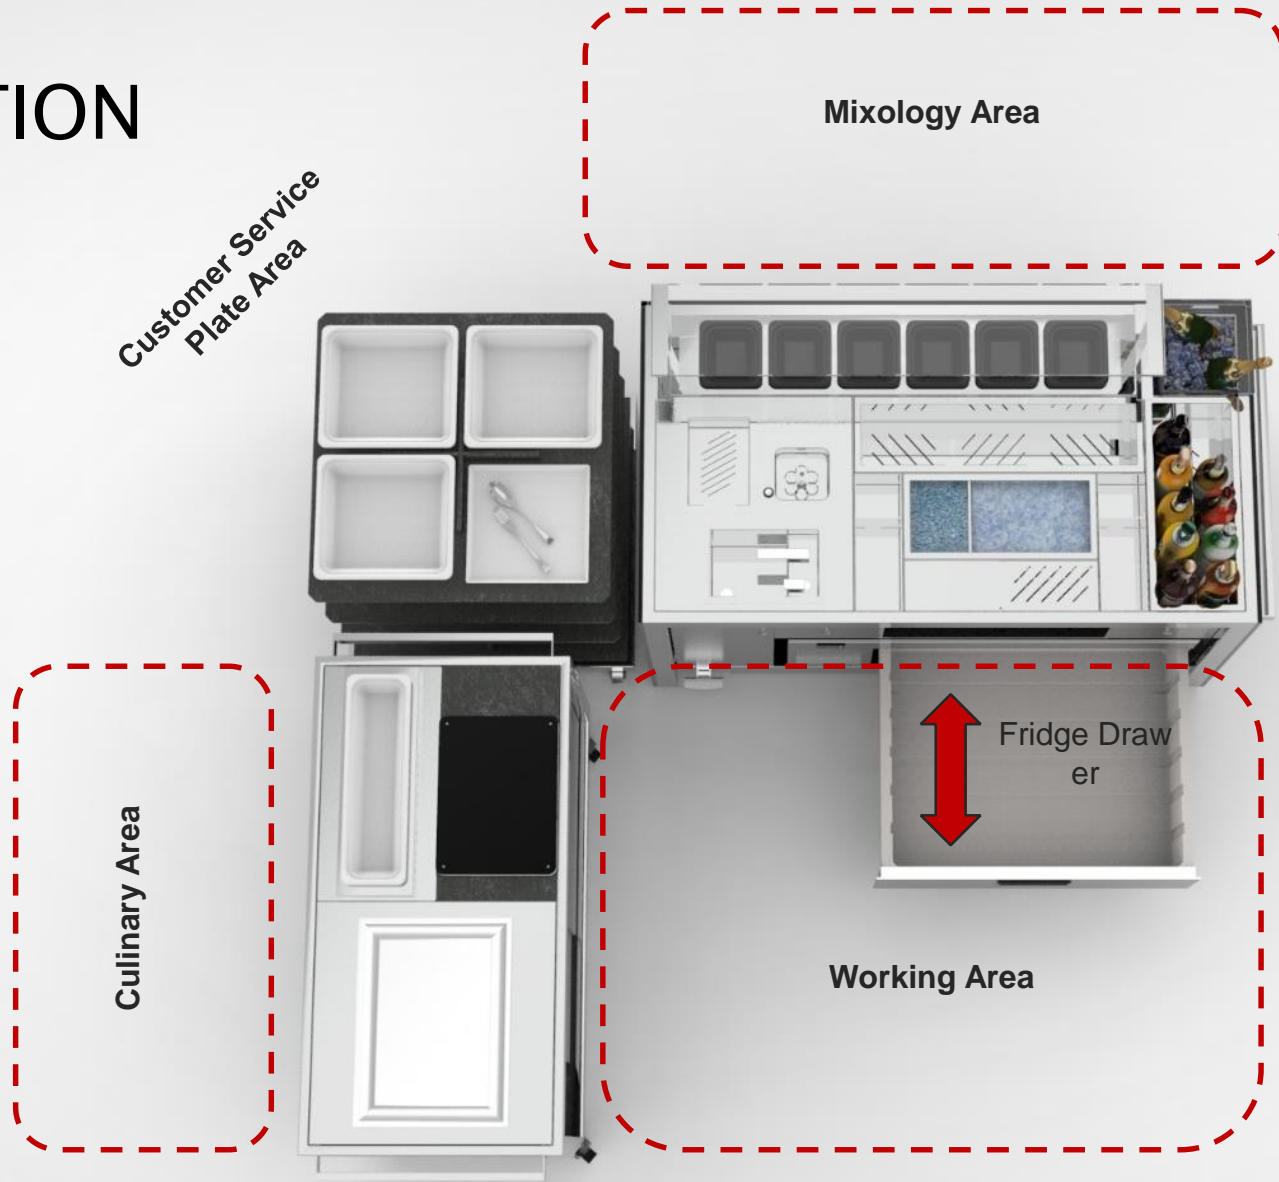 TION
Mixology Area
Customer Service
Plate Area
Fridge Draw
er
Culinary Area
Working Area